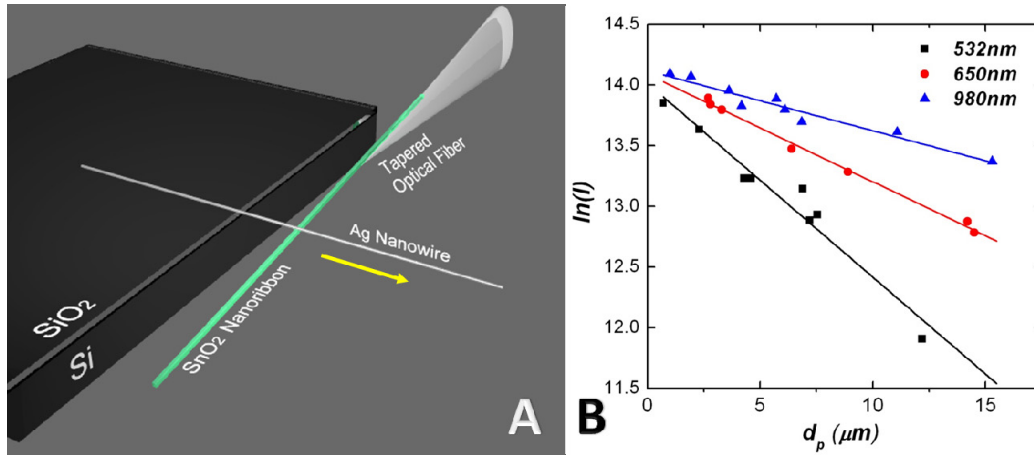 Tapered
Optical Fiber
Ag Nanowire
SnO2 Nanoribbon
SiO2
Si
A
14.5
14.0
13.5
13.0
12.5
12.0
11.5
ln(I)
532nm
650nm
980nm
0
5
10
15
dp (μm)
B